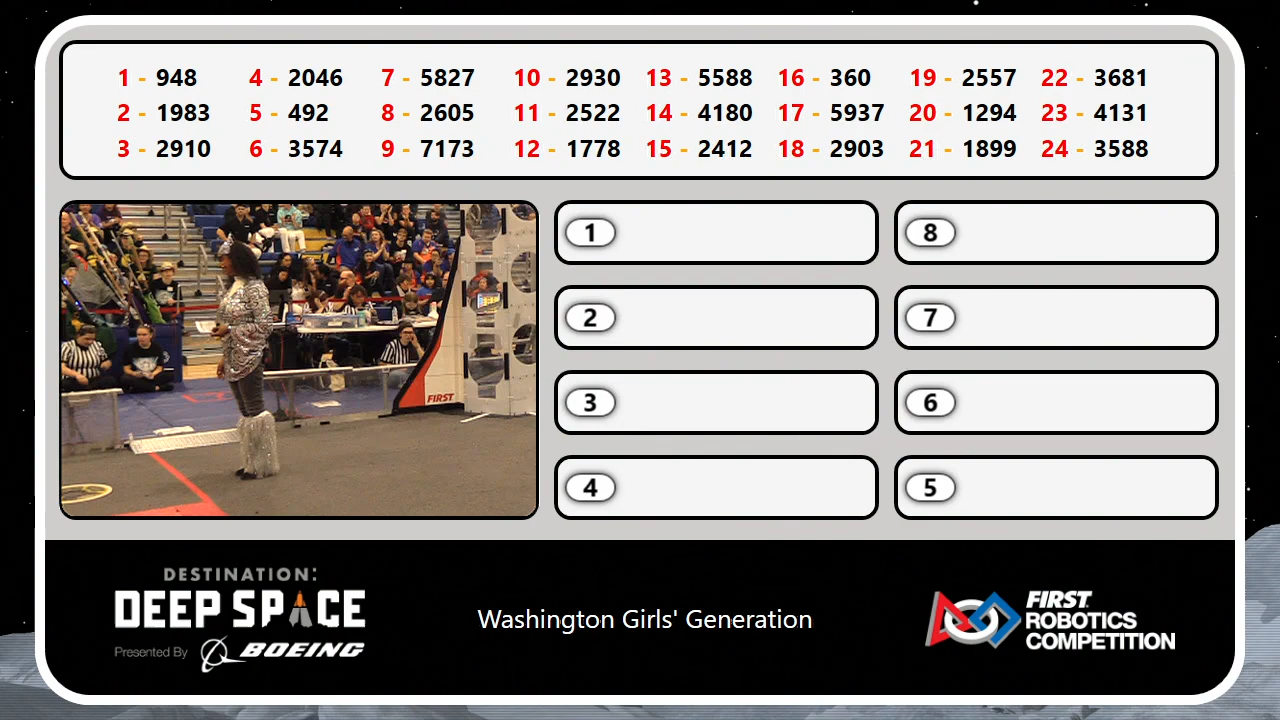 1 - 948 4 - 2046 7 - 5827 10 - 2930 13 - 5588 16 - 360 19 - 2557 22 - 3681
2 - 1983 5 - 492 8 - 2605 11 - 2522 14 - 4180 17 - 5937 20 - 1294 23 - 4131
3 - 2910 6 - 3574 9 - 7173 12 - 1778 15 - 2412 18 - 2903 21 - 1899 24 - 3588
FIRST
1 8
2 7
3 6
4 5
DESTINATION:
DEEP SPACE
Presented By BOEING
Washington Girls' Generation
FIRST
ROBOTICS
COMPETITION